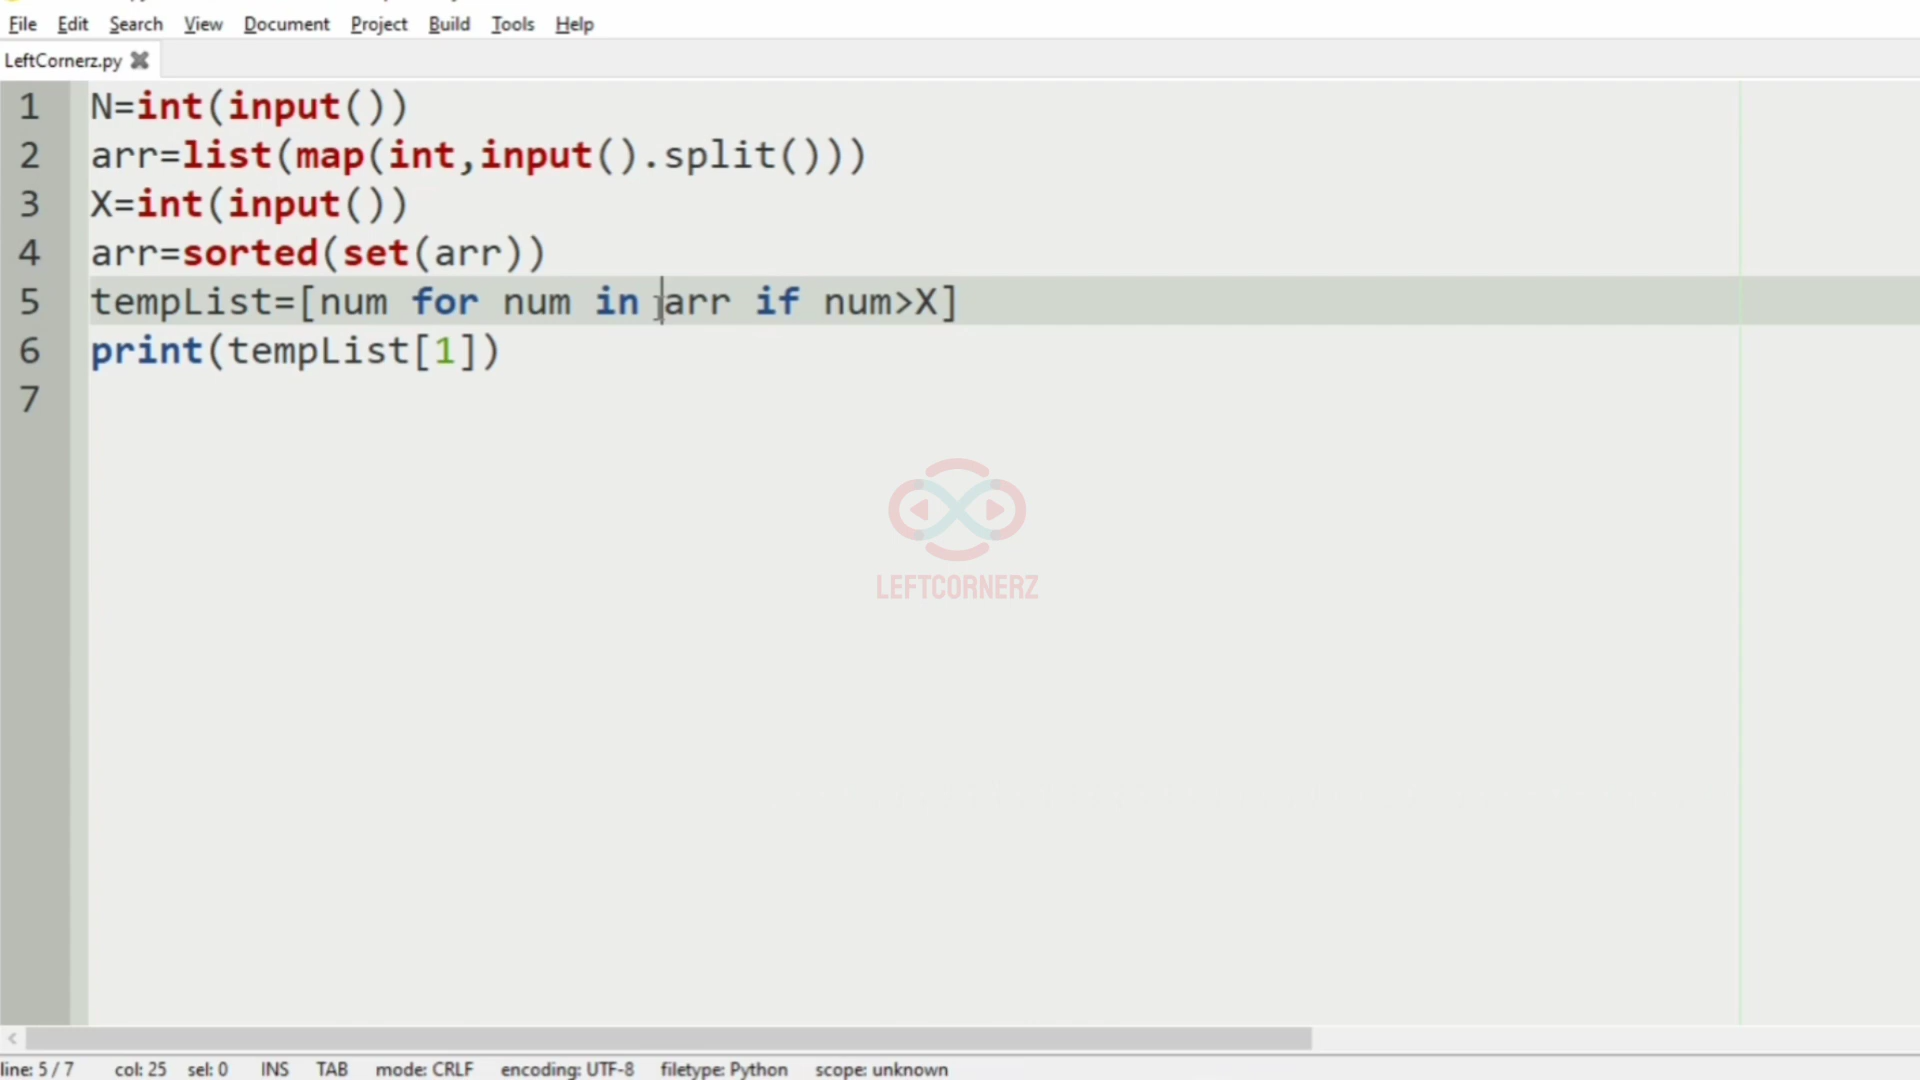 File Edit Search View Document Project Build Tools Help
LeftCornerz.py
1 N=int(input())
2 arr=list(map(int,input().split()))
3 X=int(input())
4 arr=sorted(set(arr))
5 tempList=[num for num in arr if num>X]
6 print(tempList[1])
7
LEFTCORNERZ
line: 5 / 7 col: 25 sel: 0 INS TAB mode: CRLF encoding: UTF-8 filetype: Python scope: unknown